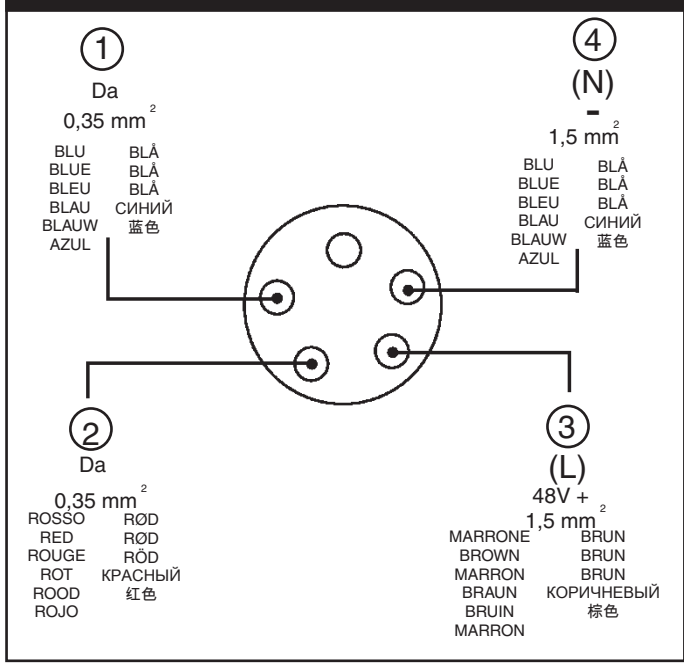 1
Da
0,35 mm²
BLU BLÅ
BLUE BLÅ
BLEU BLÅ
BLAU СИНИЙ
BLAUW 蓝色
AZUL
4
(N)
-
1,5 mm²
BLU BLÅ
BLUE BLÅ
BLEU BLÅ
BLAU СИНИЙ
BLAUW 蓝色
AZUL
2
Da
0,35 mm²
ROSSO RØD
RED RØD
ROUGE RÖD
ROT КРАСНЫЙ
ROOD 红色
ROJO
3
(L)
48V +
1,5 mm²
MARRONE BRUN
BROWN BRUN
MARRON BRUN
BRAUN КОРИЧНЕВЫЙ
BRUIN 棕色
MARRON